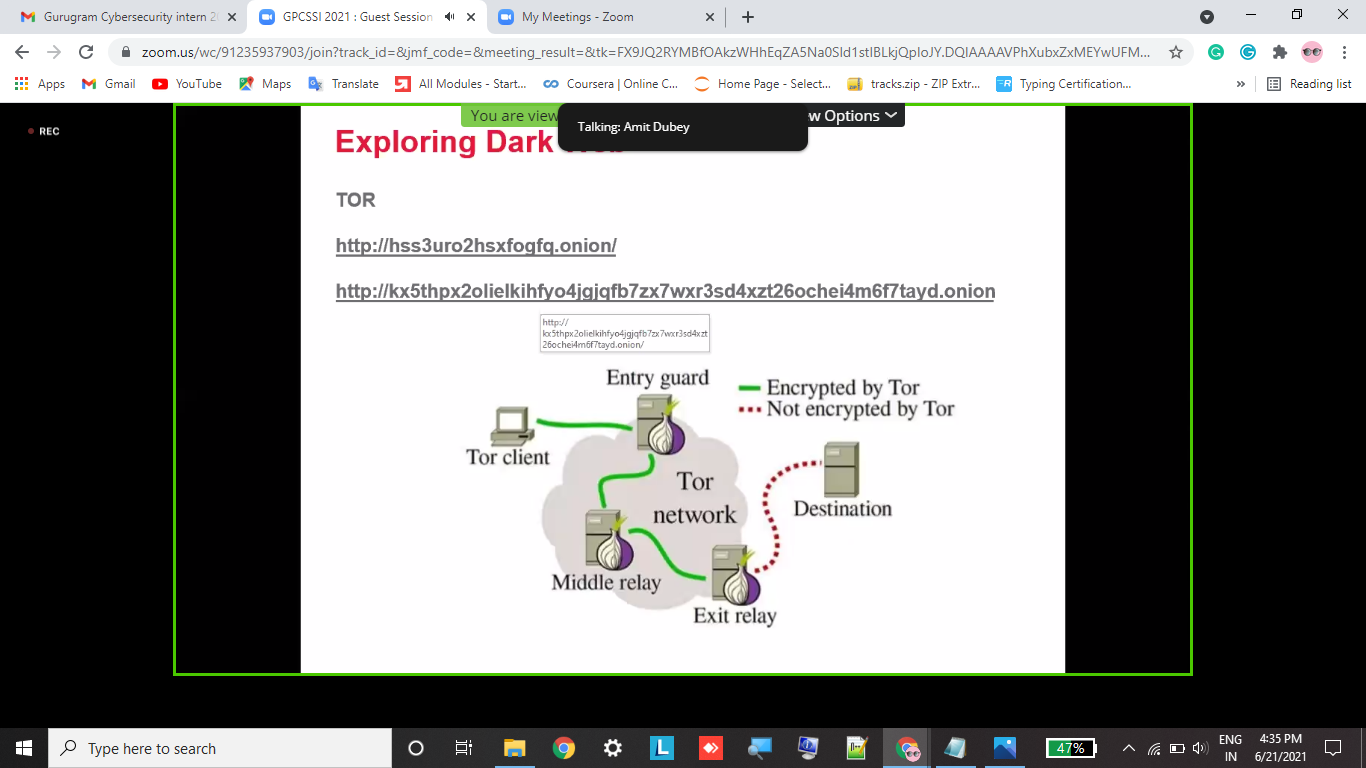 Gurugram Cybersecurity intern 2
GPCSSI 2021 : Guest Session
My Meetings - Zoom
zoom.us/wc/91235937903/join?track_id=&jmf_code=&meeting_result=&tk=FX9JQ2RYMBfOAkzWHhEqZA5Na0SId1stIBLkjQpIoJY.DQIAAAAVPhXubxZxMEYwUFM...
Apps
Gmail
YouTube
Maps
Translate
All Modules - Start...
Coursera | Online C...
Home Page - Select...
tracks.zip - ZIP Extr...
Typing Certification...
»
Reading list
REC
You are view
Talking: Amit Dubey
w Options
Exploring Dark
TOR
http://hss3uro2hsxfogfq.onion/
http://kx5thpx2olielkihfyo4jgjqfb7zx7wxr3sd4xzt26ochei4m6f7tayd.onion
http://
kx5thpx2olielkihfyo4jgjqfb7zx7wxr3sd4xzt
26ochei4m6f7tayd.onion/
Entry guard
Encrypted by Tor
Not encrypted by Tor
Tor client
Tor
network
Destination
Middle relay
Exit relay
Type here to search
47%
ENG
IN
4:35 PM
6/21/2021